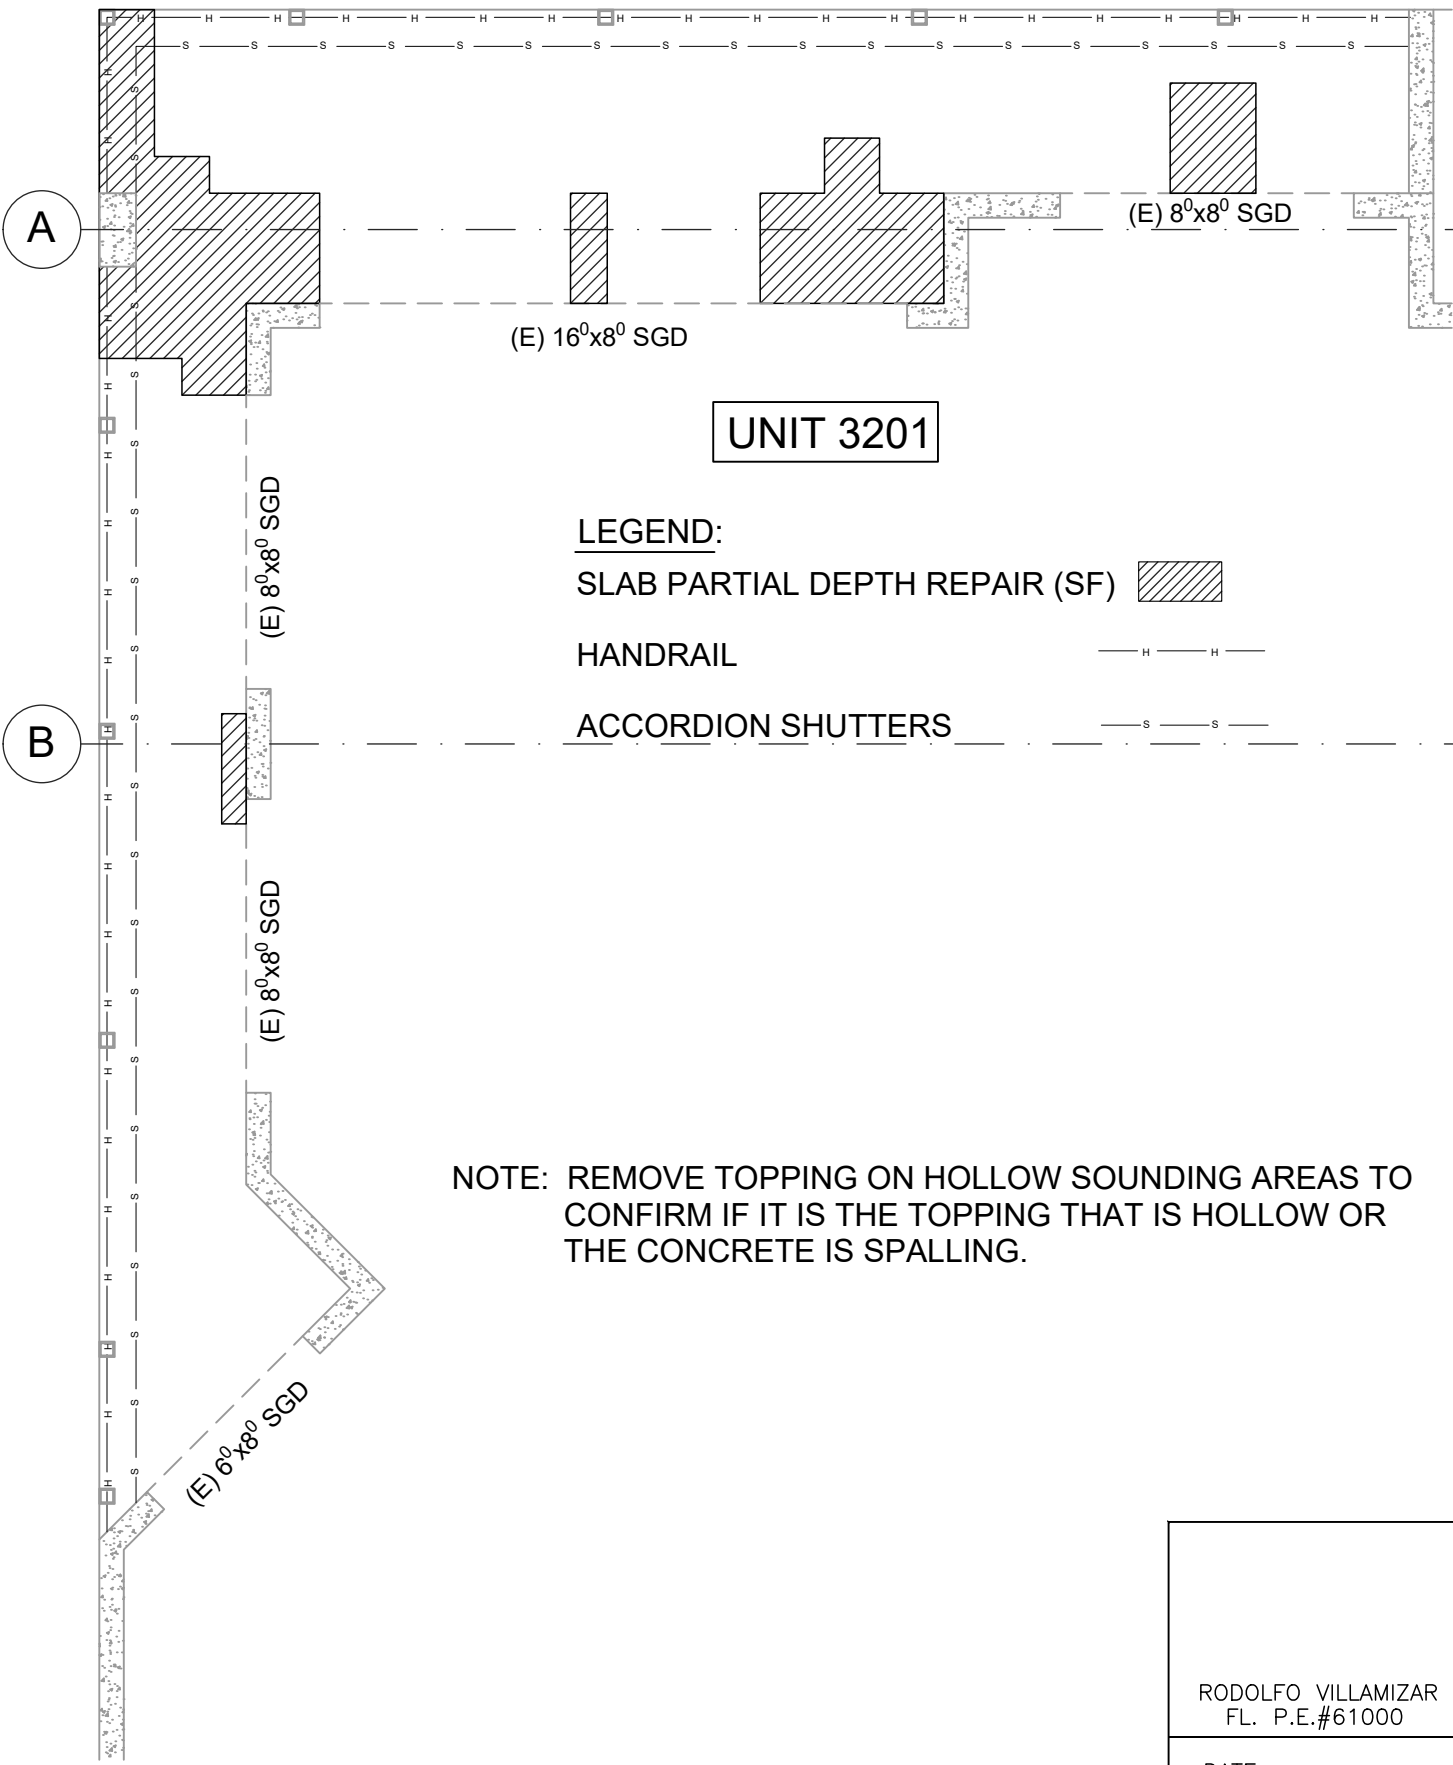 A
(E) 8⁰x8⁰ SGD
(E) 16⁰x8⁰ SGD
UNIT 3201
(E) 8⁰x8⁰ SGD
LEGEND:
SLAB PARTIAL DEPTH REPAIR (SF)
HANDRAIL H H
ACCORDION SHUTTERS S S
B
(E) 8⁰x8⁰ SGD
NOTE: REMOVE TOPPING ON HOLLOW SOUNDING AREAS TO
CONFIRM IF IT IS THE TOPPING THAT IS HOLLOW OR
THE CONCRETE IS SPALLING.
(E) 6⁰x8⁰ SGD
RODOLFO VILLAMIZAR
FL. P.E.#61000